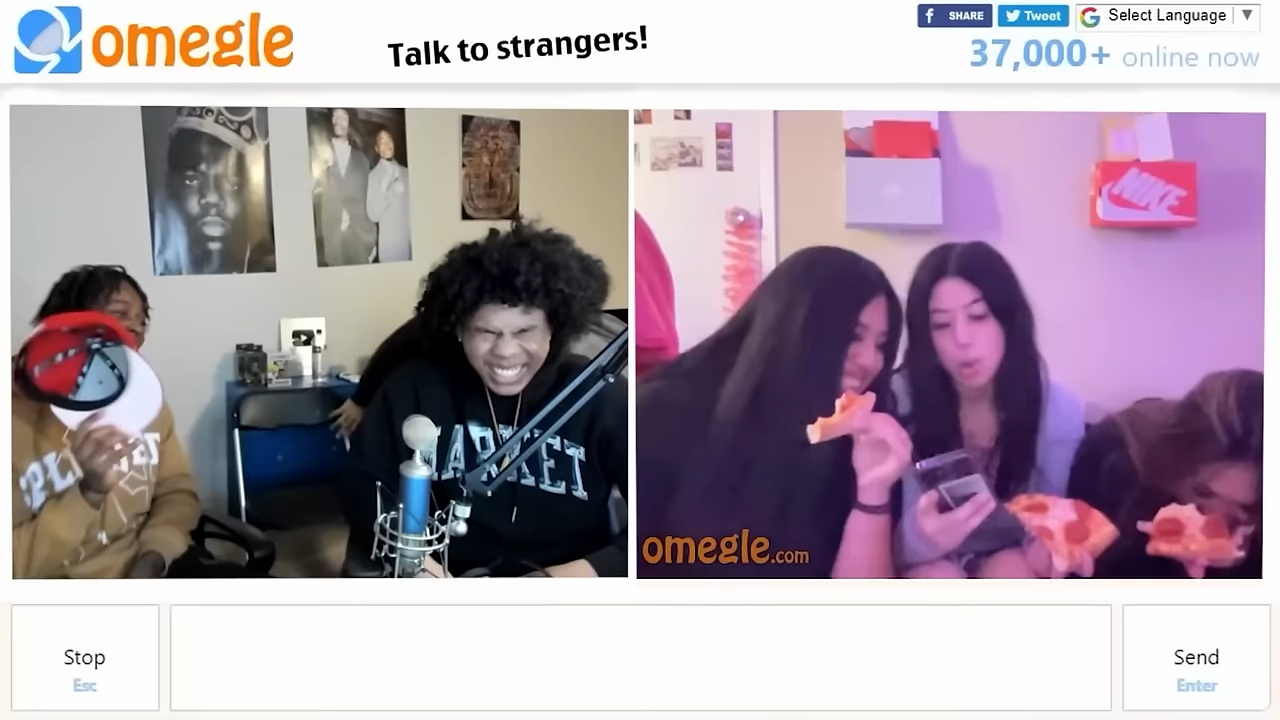 omegle
Talk to strangers!
SHARE
Tweet
Select Language
37,000+ online now
NIKE
MARKET
omegle.com
Stop
Esc
Send
Enter